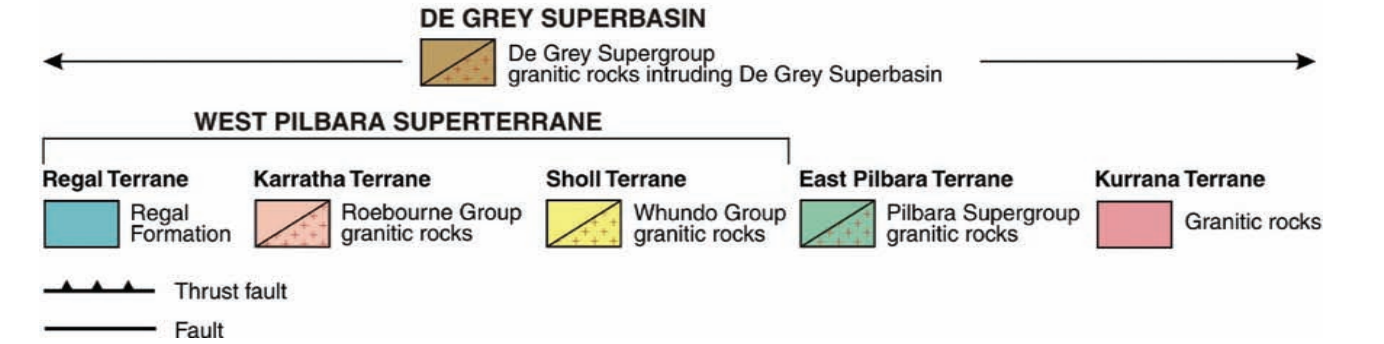 DE GREY SUPERBASIN
De Grey Supergroup
granitic rocks intruding De Grey Superbasin
WEST PILBARA SUPERTERRANE
Regal Terrane
Regal
Formation
Karratha Terrane
Roebourne Group
granitic rocks
Sholl Terrane
Whundo Group
granitic rocks
East Pilbara Terrane
Pilbara Supergroup
granitic rocks
Kurrana Terrane
Granitic rocks
Thrust fault
Fault